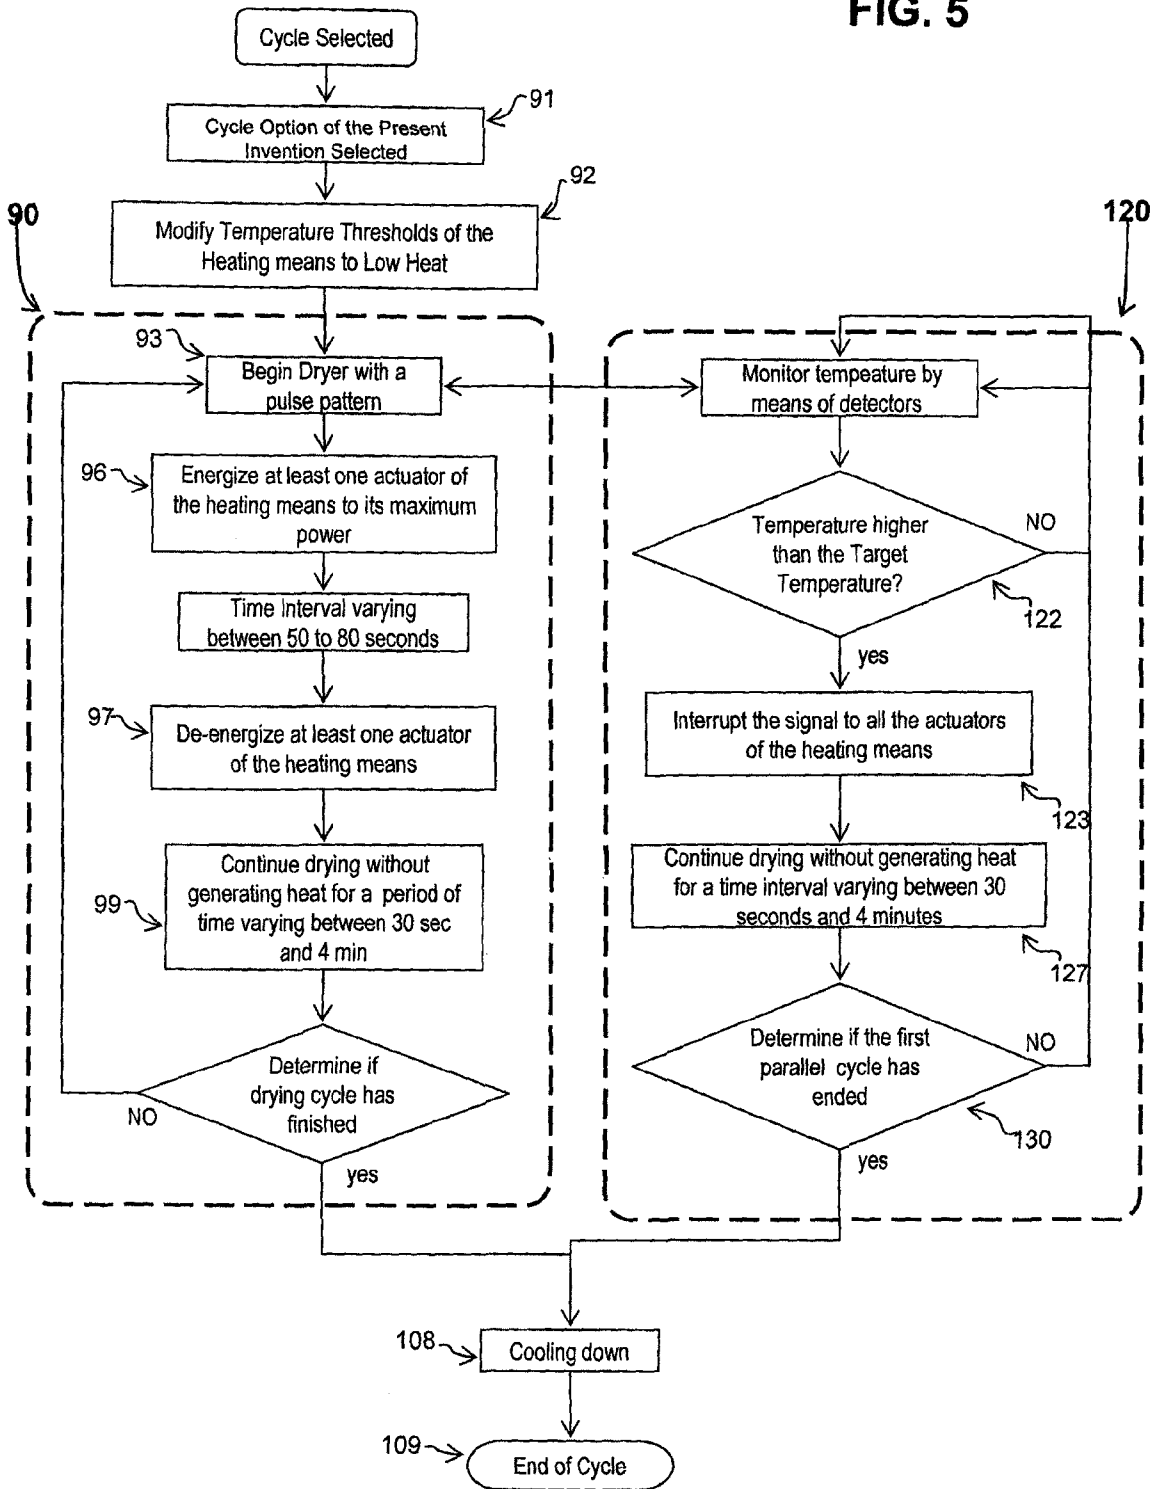 FIG. 5
Cycle Selected
91
Cycle Option of the Present
Invention Selected
92
Modify Temperature Thresholds of the
Heating means to Low Heat
90
120
93
Begin Dryer with a
pulse pattern
Monitor tempeature by
means of detectors
96
Energize at least one actuator of
the heating means to its maximum
power
Temperature higher
than the Target
Temperature?
NO
122
yes
Time Interval varying
between 50 to 80 seconds
97
De-energize at least one actuator
of the heating means
Interrupt the signal to all the actuators
of the heating means
123
99
Continue drying without
generating heat for a period of
time varying between 30 sec
and 4 min
Continue drying without generating heat
for a time interval varying between 30
seconds and 4 minutes
127
Determine if
drying cycle has
finished
NO
yes
Determine if the first
parallel cycle has
ended
NO
130
yes
108
Cooling down
109
End of Cycle